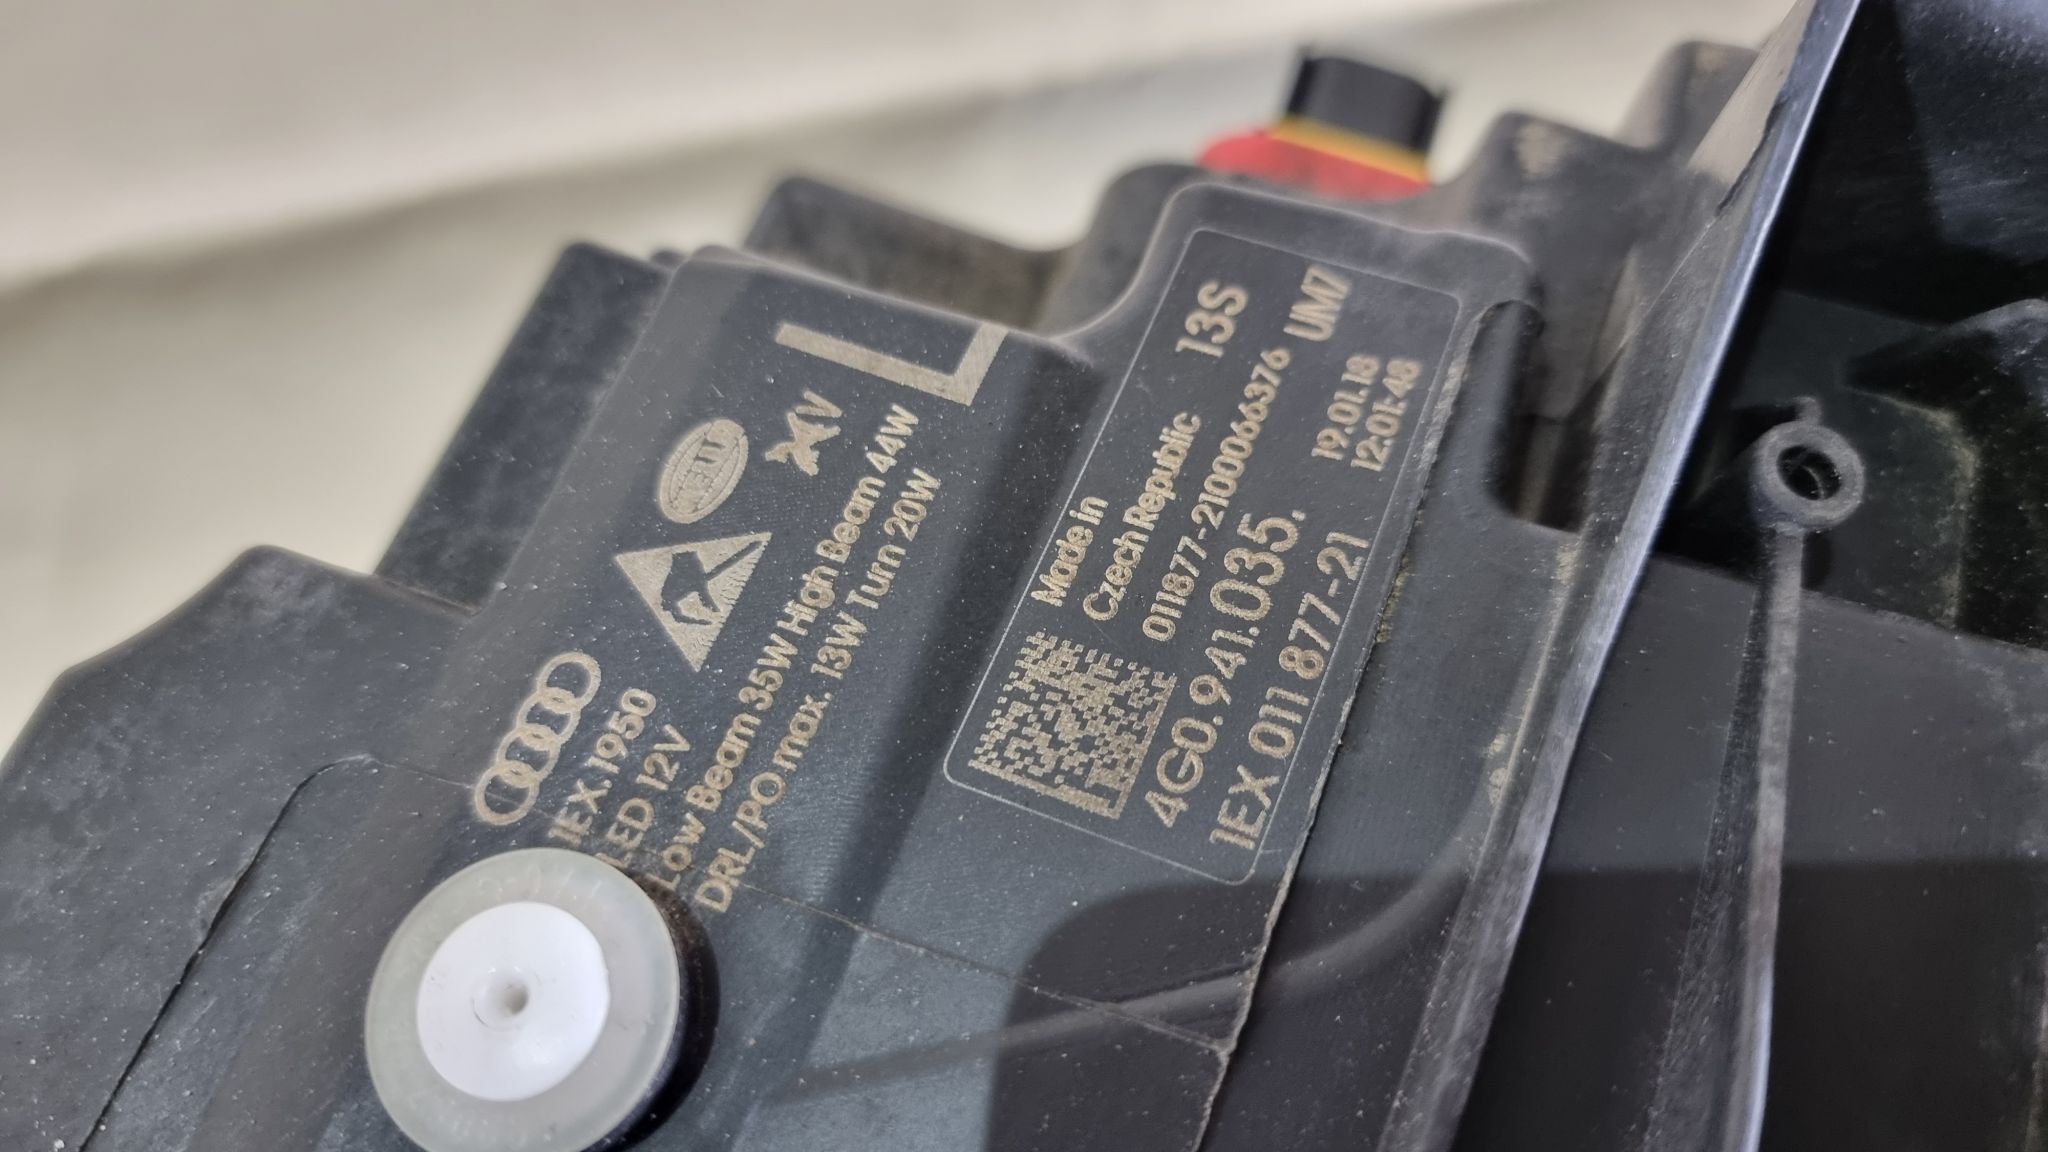 L
HELLA
1EX.1950
LED 12V
Low Beam 35W High Beam 44W
DRL/PO max. 13W Turn 20W
Made in
Czech Republic
13S
011877-2100066376 UM7
4G0.941.035.
19.01.18
12:01:48
1EX 011 877-21